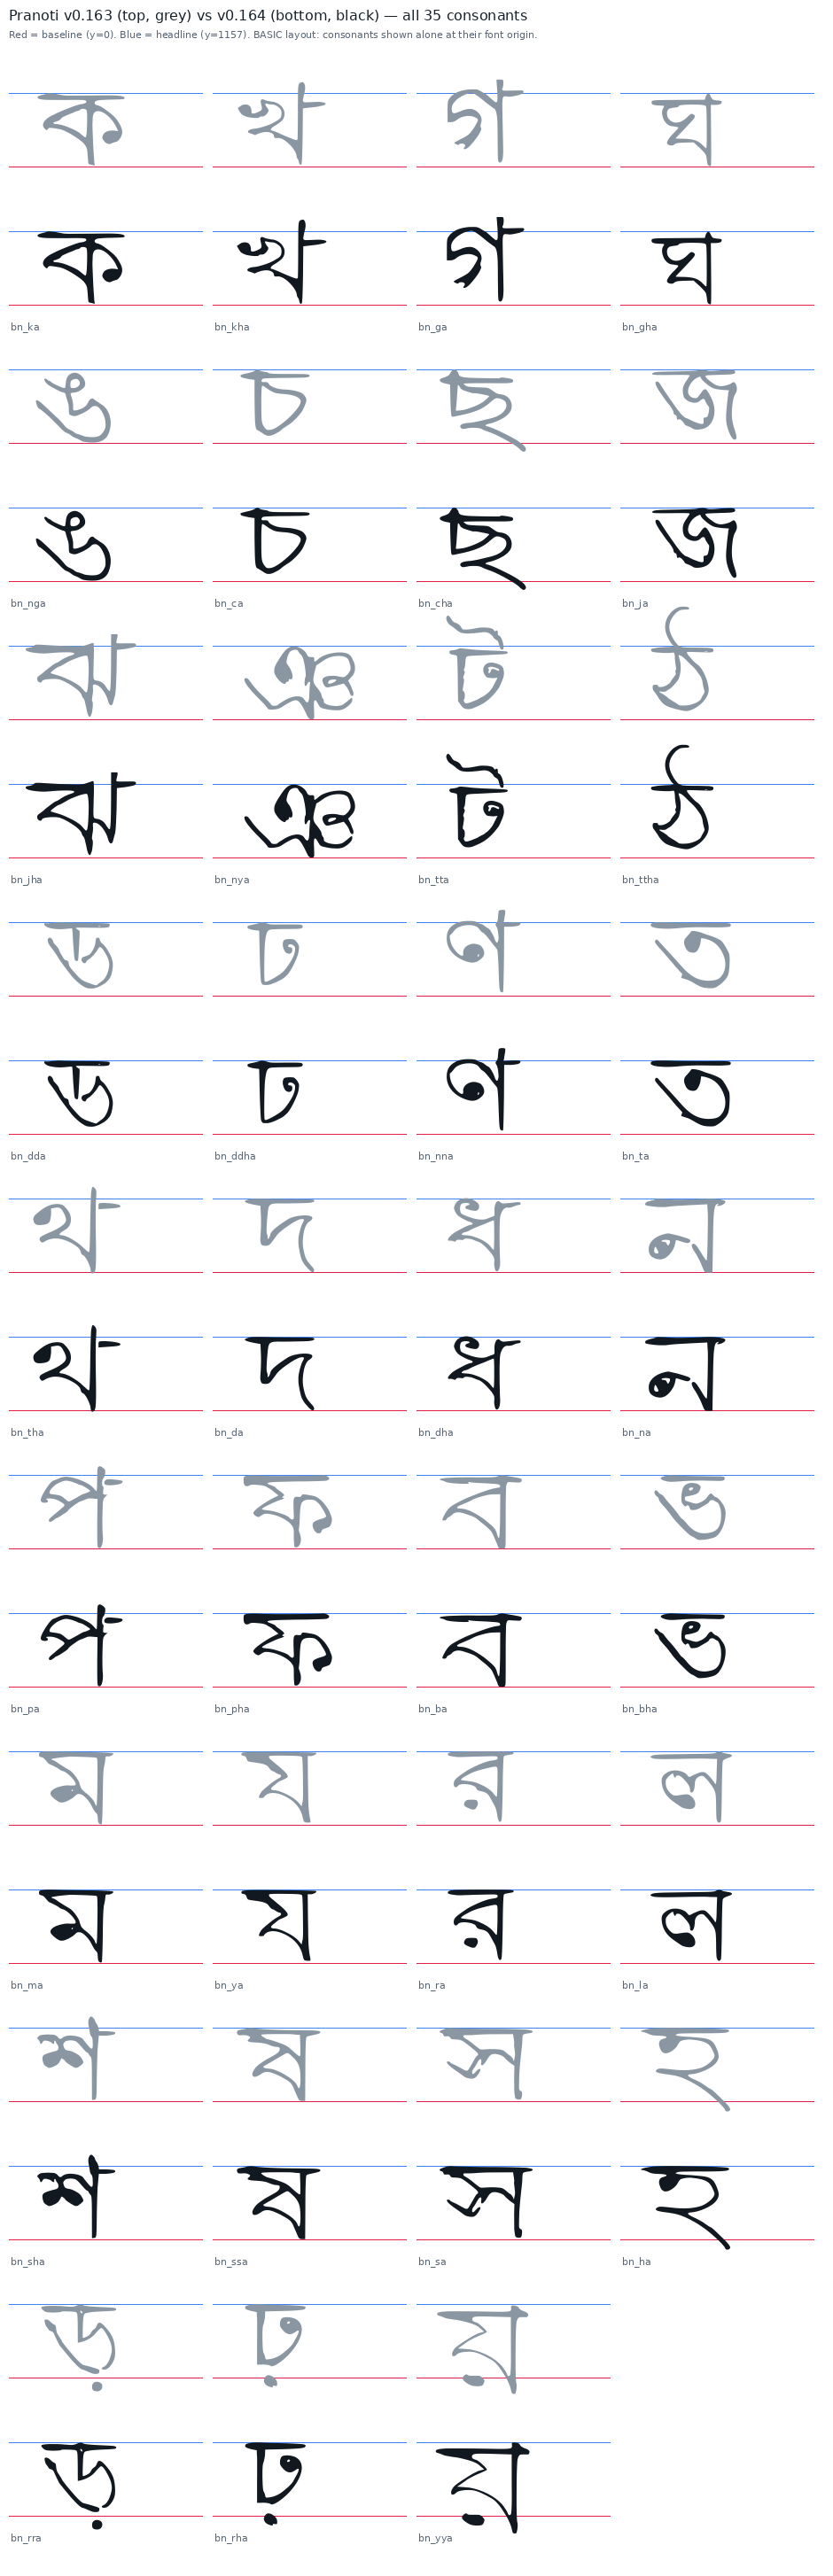 Pranoti v0.163 (top, grey) vs v0.164 (bottom, black) — all 35 consonants
Red = baseline (y=0). Blue = headline (y=1157). BASIC layout: consonants shown alone at their font origin.
ক খ গ ঘ
ক খ গ ঘ
bn_ka bn_kha bn_ga bn_gha
ঙ চ ছ জ
ঙ চ ছ জ
bn_nga bn_ca bn_cha bn_ja
ঝ ঞ ট ঠ
ঝ ঞ ট ঠ
bn_jha bn_nya bn_tta bn_ttha
ড ঢ ণ ত
ড ঢ ণ ত
bn_dda bn_ddha bn_nna bn_ta
থ দ ধ ন
থ দ ধ ন
bn_tha bn_da bn_dha bn_na
প ফ ব ভ
প ফ ব ভ
bn_pa bn_pha bn_ba bn_bha
ম য র ল
ম য র ল
bn_ma bn_ya bn_ra bn_la
শ ষ স হ
শ ষ স হ
bn_sha bn_ssa bn_sa bn_ha
ড় ঢ় য়
ড় ঢ় য়
bn_rra bn_rha bn_yya